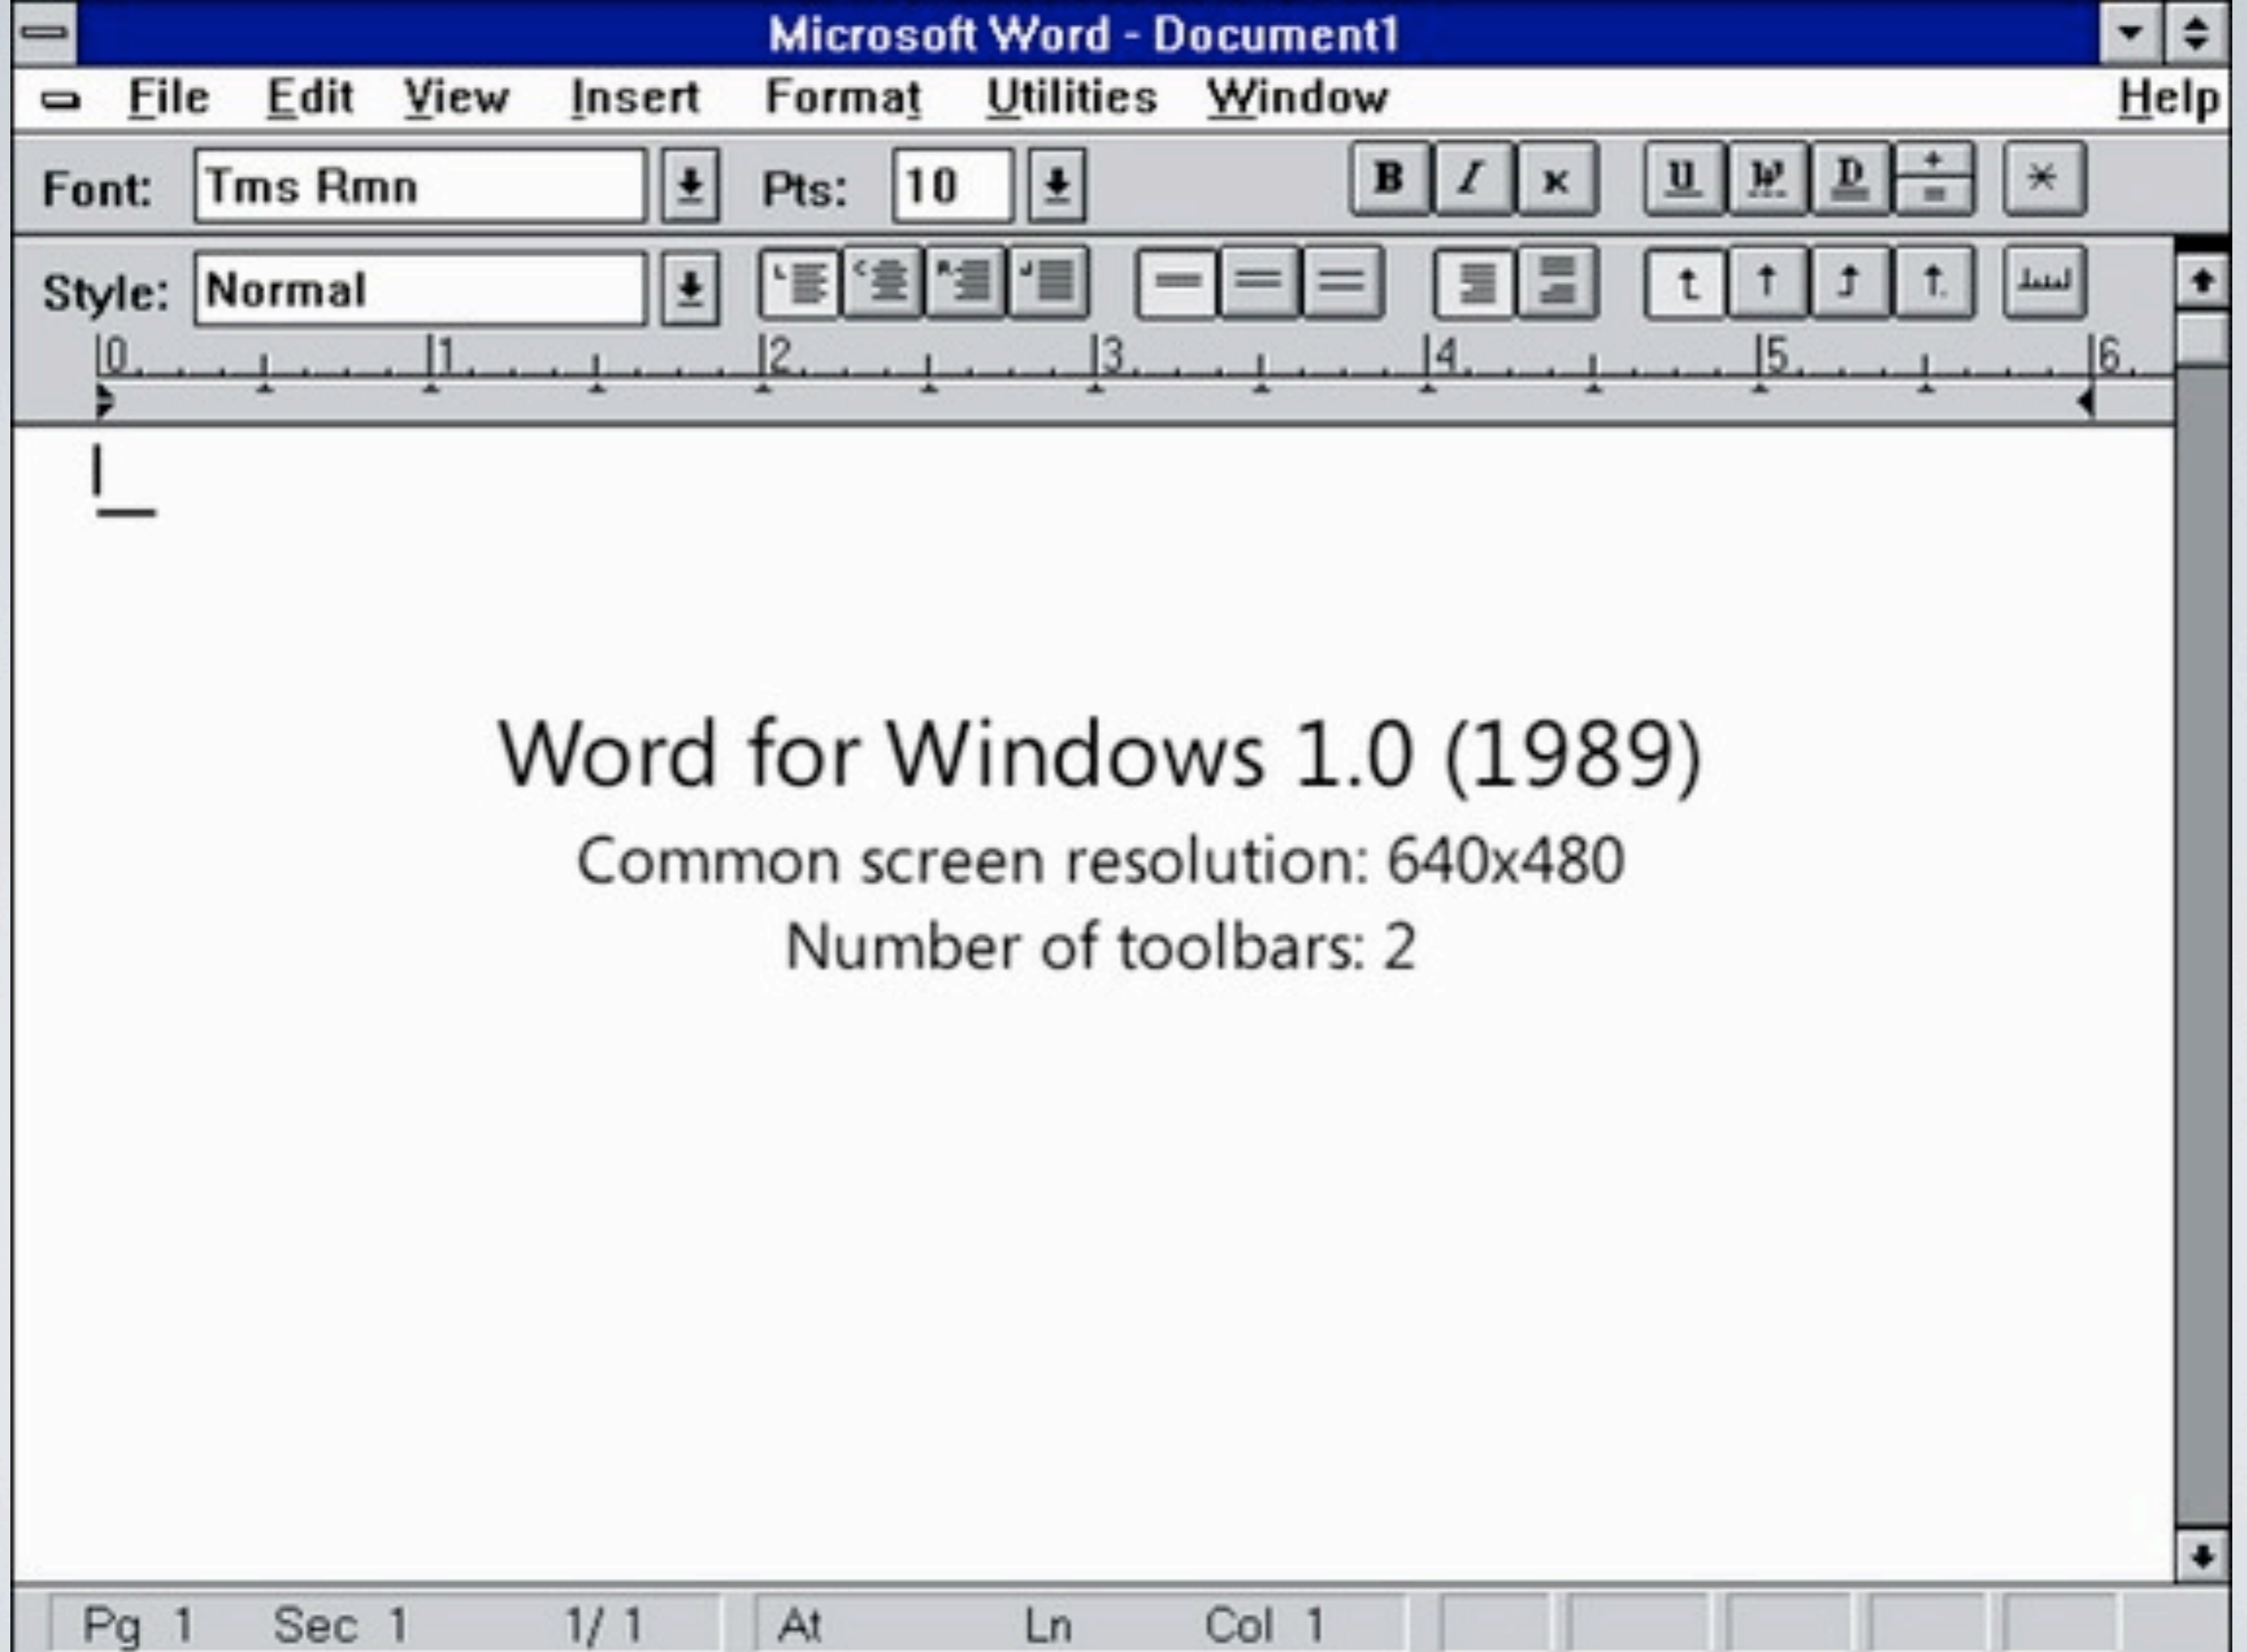 Microsoft Word - Document1
File Edit View Insert Format Utilities Window Help
Font: Tms Rmn Pts: 10 B I K U W D + = *
Style: Normal L C R J
0 1 2 3 4 5 6
Word for Windows 1.0 (1989)
Common screen resolution: 640x480
Number of toolbars: 2
Pg 1 Sec 1 1/ 1 At Ln Col 1